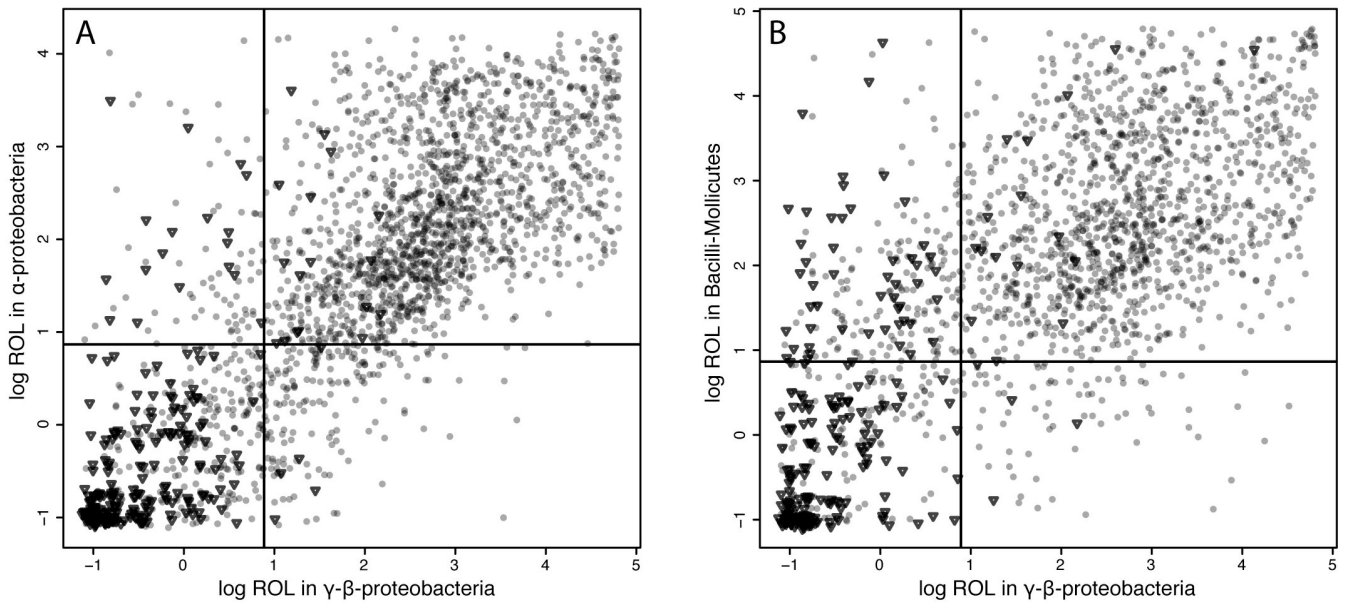 A
4
3
2
1
0
−1
log ROL in α-proteobacteria
−1 0 1 2 3 4 5
log ROL in γ-β-proteobacteria
B
5
4
3
2
1
0
−1
log ROL in Bacilli-Mollicutes
−1 0 1 2 3 4 5
log ROL in γ-β-proteobacteria